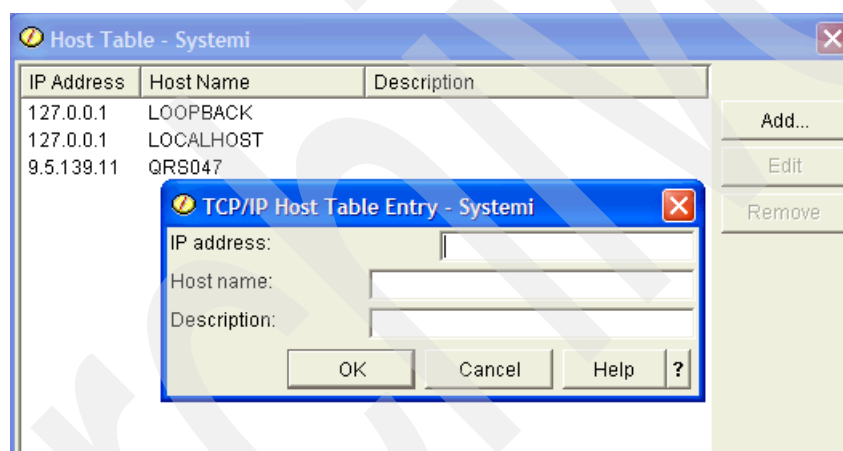 Host Table - Systemi
IP Address Host Name Description
127.0.0.1 LOOPBACK
127.0.0.1 LOCALHOST
9.5.139.11 QRS047
Add...
Edit
Remove
TCP/IP Host Table Entry - Systemi
IP address:
Host name:
Description:
OK Cancel Help ?